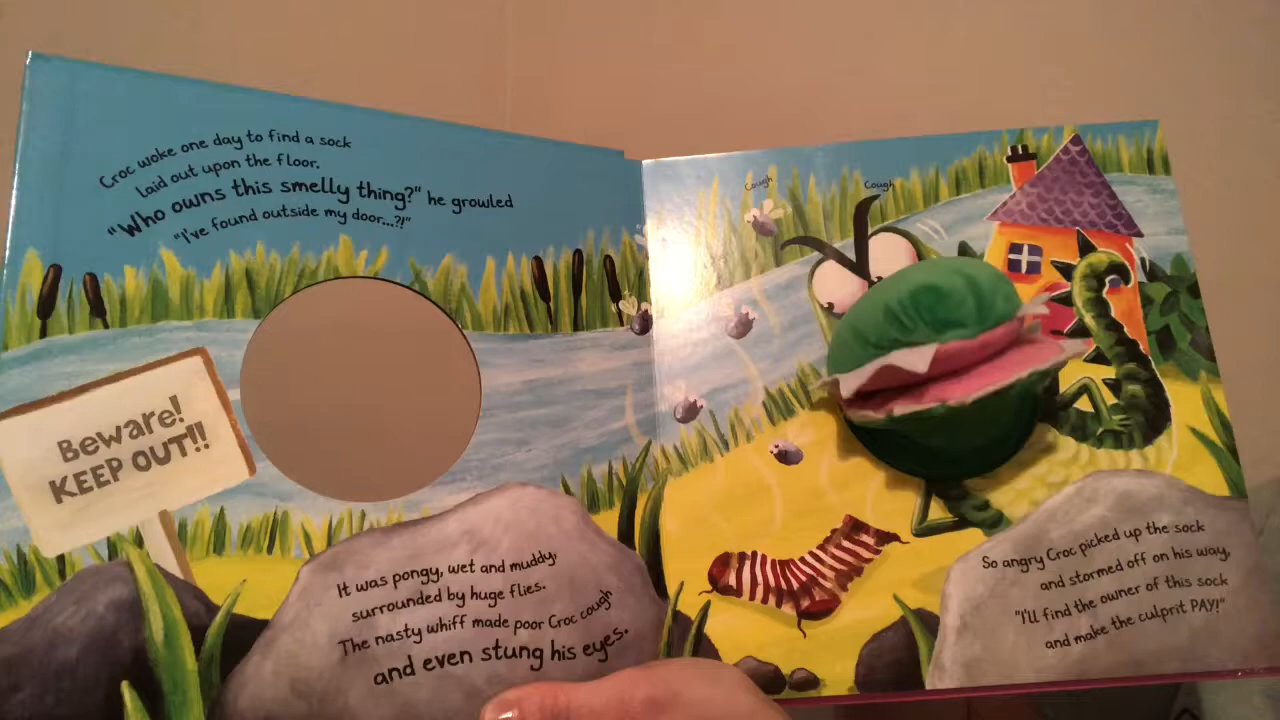 Croc woke one day to find a sock
laid out upon the floor.
"Who owns this smelly thing?" he growled
"I've found outside my door...?!"
Beware!
KEEP OUT!!
It was pongy, wet and muddy,
surrounded by huge flies.
The nasty whiff made poor Croc cough
and even stung his eyes.
Cough
Cough
So angry Croc picked up the sock
and stormed off on his way,
"I'll find the owner of this sock
and make the culprit PAY!"